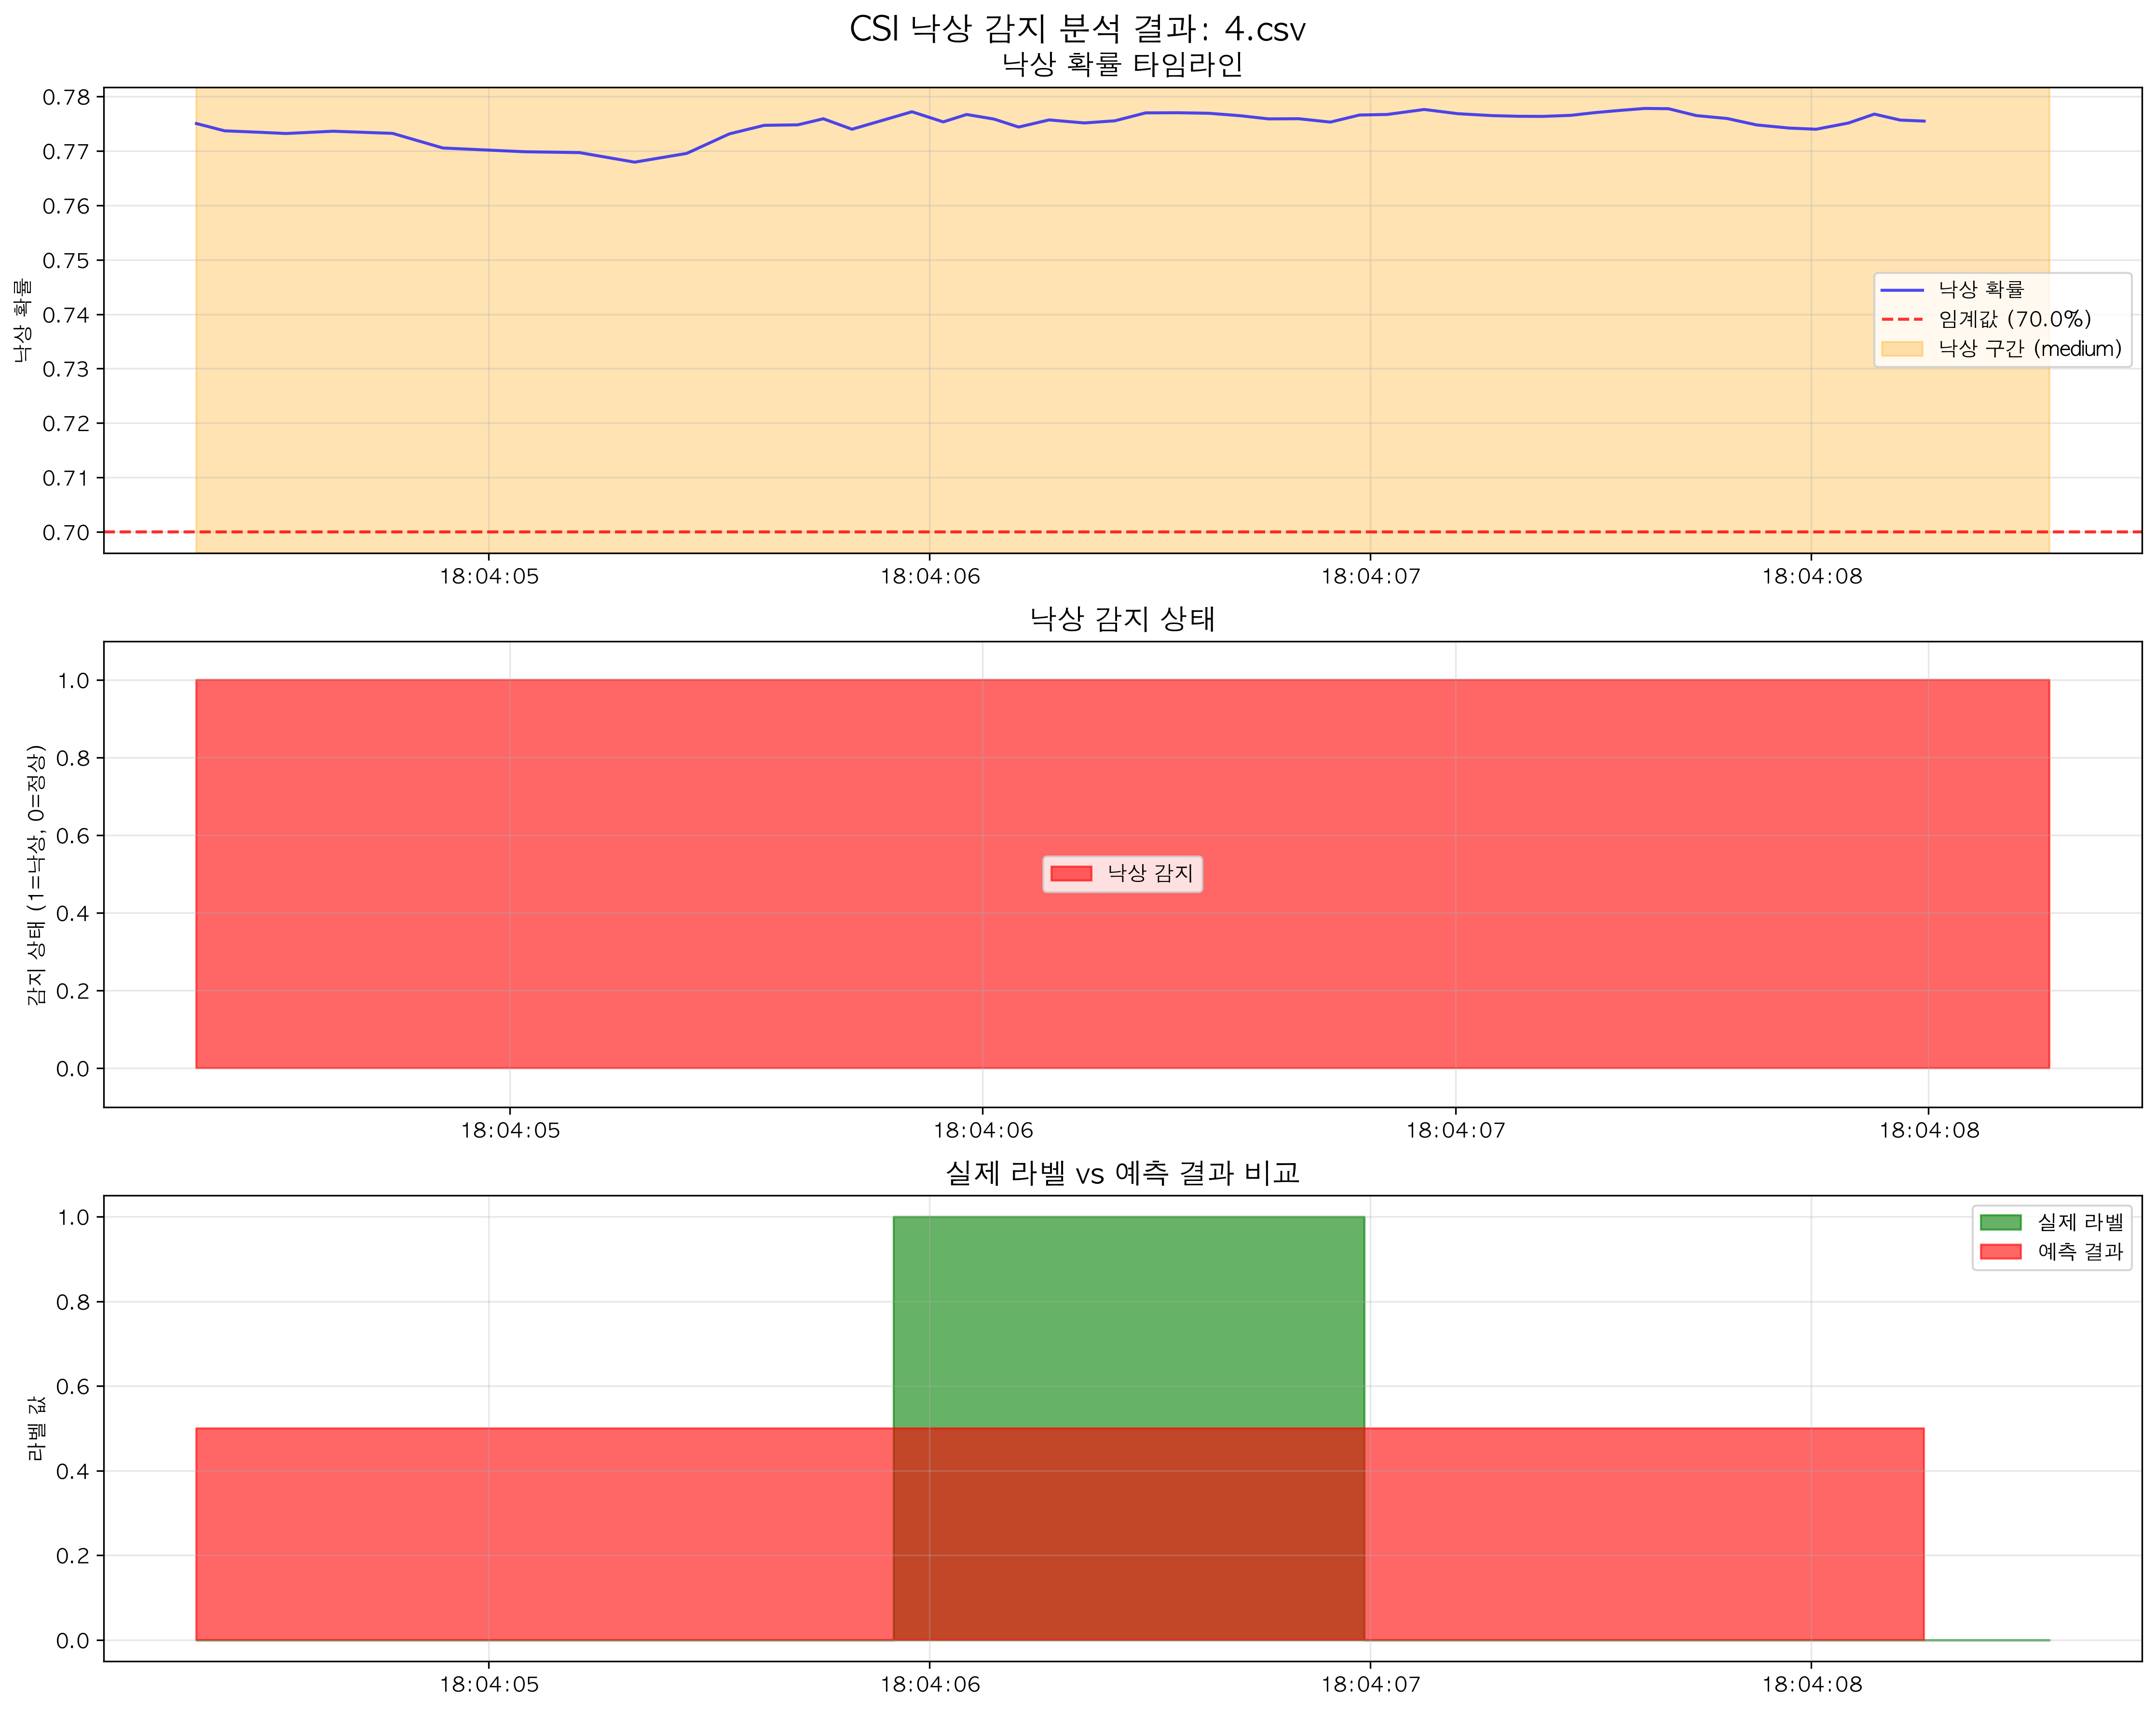 CSI 낙상 감지 분석 결과: 4.csv
낙상 확률 타임라인
0.78
0.77
0.76
0.75
0.74
0.73
0.72
0.71
0.70
낙상 확률
낙상 확률
임계값 (70.0%)
낙상 구간 (medium)
18:04:05
18:04:06
18:04:07
18:04:08
낙상 감지 상태
1.0
0.8
0.6
0.4
0.2
0.0
감지 상태 (1=낙상, 0=정상)
낙상 감지
18:04:05
18:04:06
18:04:07
18:04:08
실제 라벨 vs 예측 결과 비교
1.0
0.8
0.6
0.4
0.2
0.0
라벨 값
실제 라벨
예측 결과
18:04:05
18:04:06
18:04:07
18:04:08